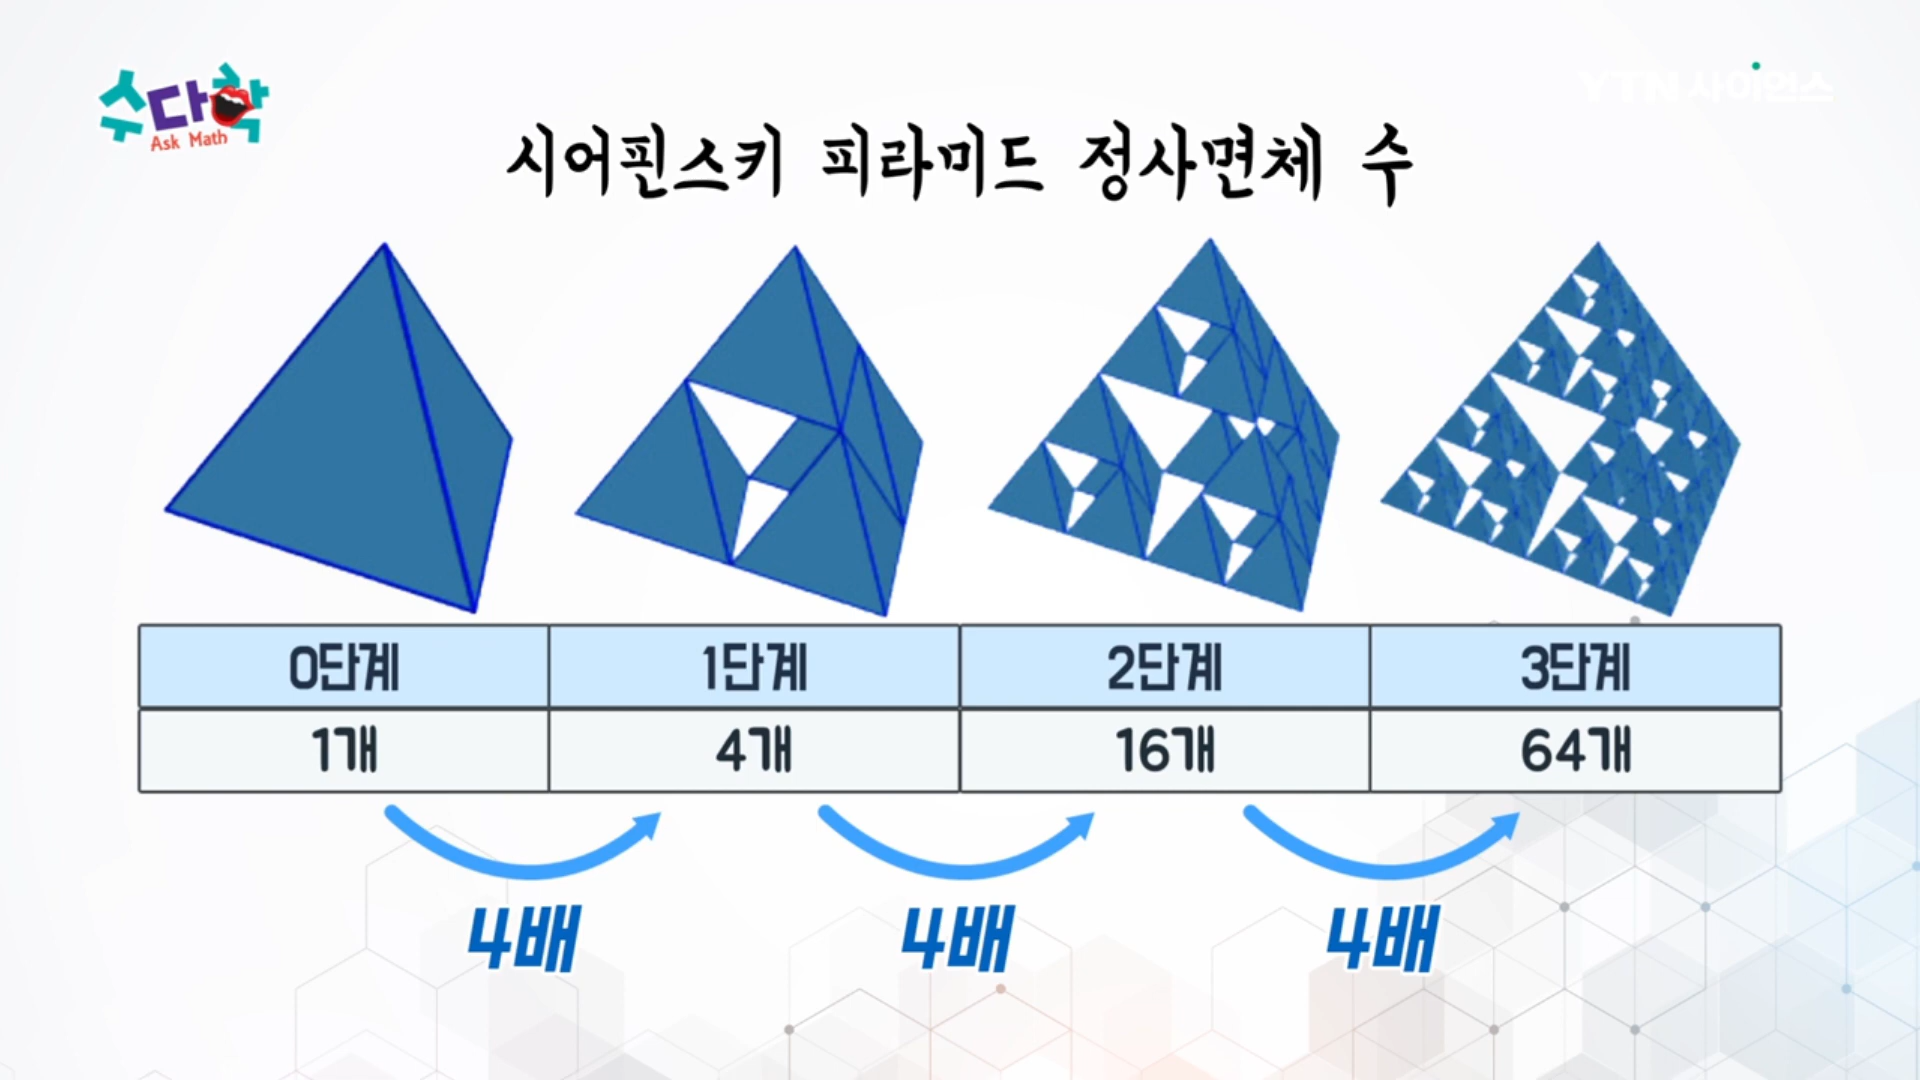 수다학
Ask Math
YTN 사이언스
시어핀스키 피라미드 정사면체 수
0단계 1단계 2단계 3단계
1개 4개 16개 64개
4배 4배 4배